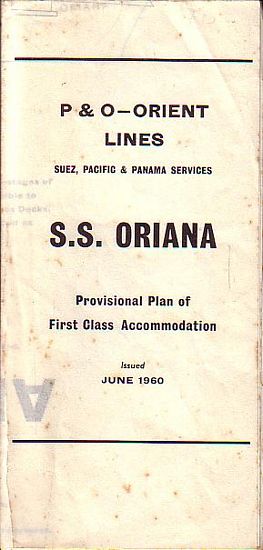 P & O—ORIENT
LINES
SUEZ, PACIFIC & PANAMA SERVICES
S.S. ORIANA
Provisional Plan of
First Class Accommodation
Issued
JUNE 1960